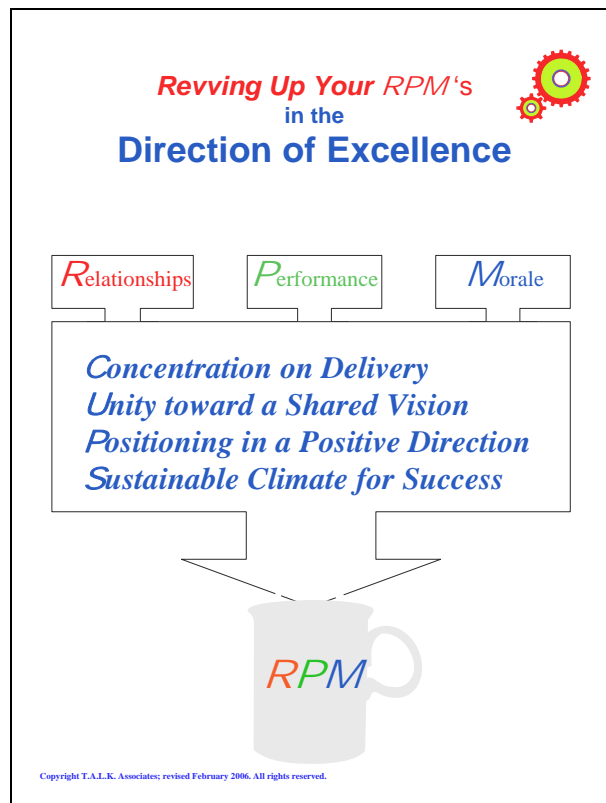 Revving Up Your RPM 's
in the
Direction of Excellence
Relationships Performance Morale
Concentration on Delivery
Unity toward a Shared Vision
Positioning in a Positive Direction
Sustainable Climate for Success
RPM
Copyright T.A.L.K. Associates; revised February 2006. All rights reserved.